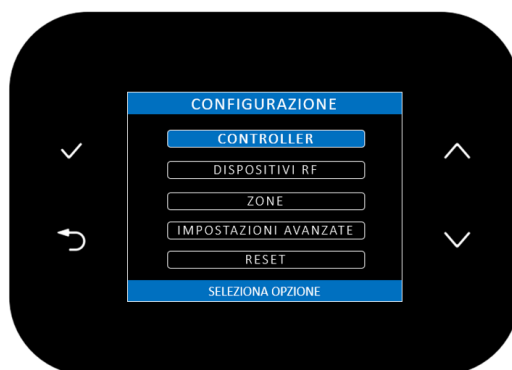 CONFIGURAZIONE
CONTROLLER
DISPOSITIVI RF
ZONE
IMPOSTAZIONI AVANZATE
RESET
SELEZIONA OPZIONE